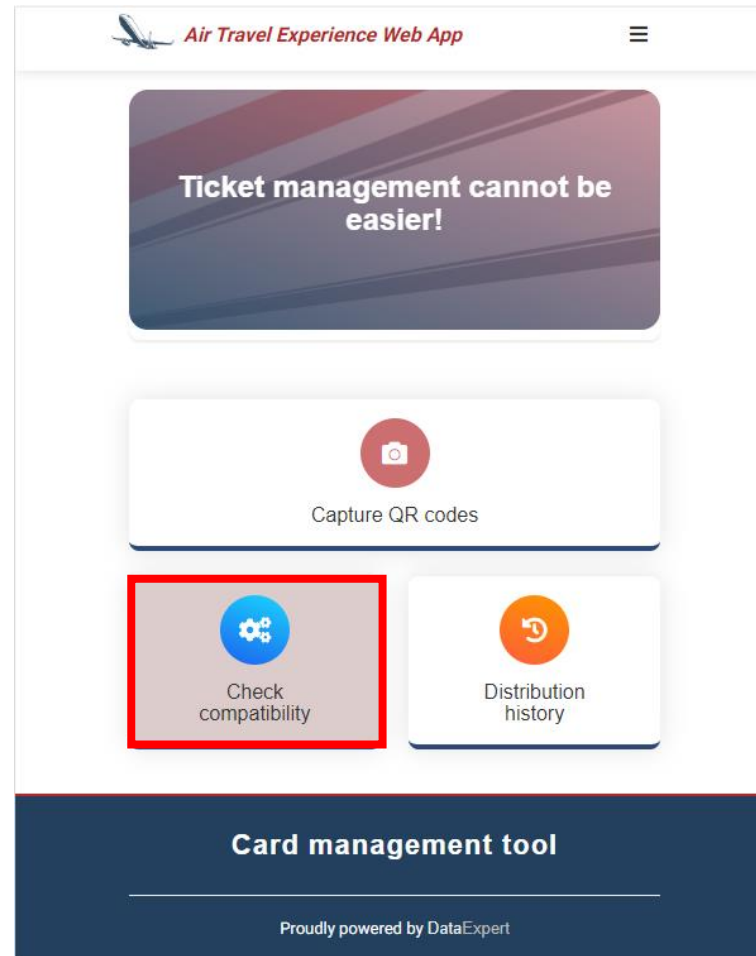 Air Travel Experience Web App
Ticket management cannot be
easier!
Capture QR codes
Check
compatibility
Distribution
history
Card management tool
Proudly powered by DataExpert